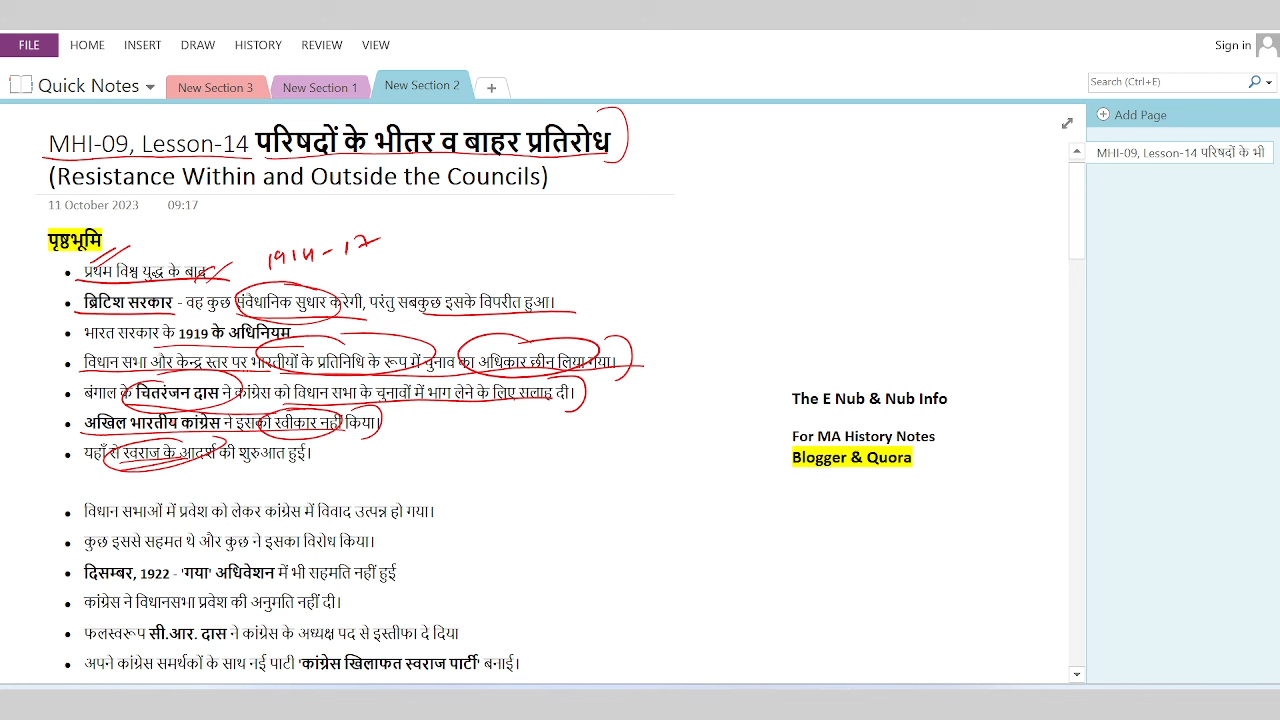 FILE HOME INSERT DRAW HISTORY REVIEW VIEW Sign in
Quick Notes New Section 3 New Section 1 New Section 2 Search (Ctrl+E)
Add Page
MHI-09, Lesson-14 परिषदों के भी
MHI-09, Lesson-14 परिषदों के भीतर व बाहर प्रतिरोध
(Resistance Within and Outside the Councils)
11 October 2023 09:17
पृष्ठभूमि
1914-17
प्रथम विश्व युद्ध के बाद
ब्रिटिश सरकार - वह कुछ संवैधानिक सुधार करेगी, परंतु सबकुछ इसके विपरीत हुआ।
भारत सरकार के 1919 के अधिनियम
विधान सभा और केन्द्र स्तर पर भारतीयों के प्रतिनिधि के रूप में चुनाव का अधिकार छीन लिया गया।
बंगाल के चितरंजन दास ने कांग्रेस को विधान सभा के चुनावों में भाग लेने के लिए सलाह दी।
अखिल भारतीय कांग्रेस ने इसको स्वीकार नहीं किया।
यहाँ से स्वराज के आदर्श की शुरुआत हुई।
विधान सभाओं में प्रवेश को लेकर कांग्रेस में विवाद उत्पन्न हो गया।
कुछ इससे सहमत थे और कुछ ने इसका विरोध किया।
दिसम्बर, 1922 - 'गया' अधिवेशन में भी सहमति नहीं हुई
कांग्रेस ने विधानसभा प्रवेश की अनुमति नहीं दी।
फलस्वरूप सी.आर. दास ने कांग्रेस के अध्यक्ष पद से इस्तीफा दे दिया
अपने कांग्रेस समर्थकों के साथ नई पार्टी 'कांग्रेस खिलाफत स्वराज पार्टी' बनाई।
The E Nub & Nub Info
For MA History Notes
Blogger & Quora